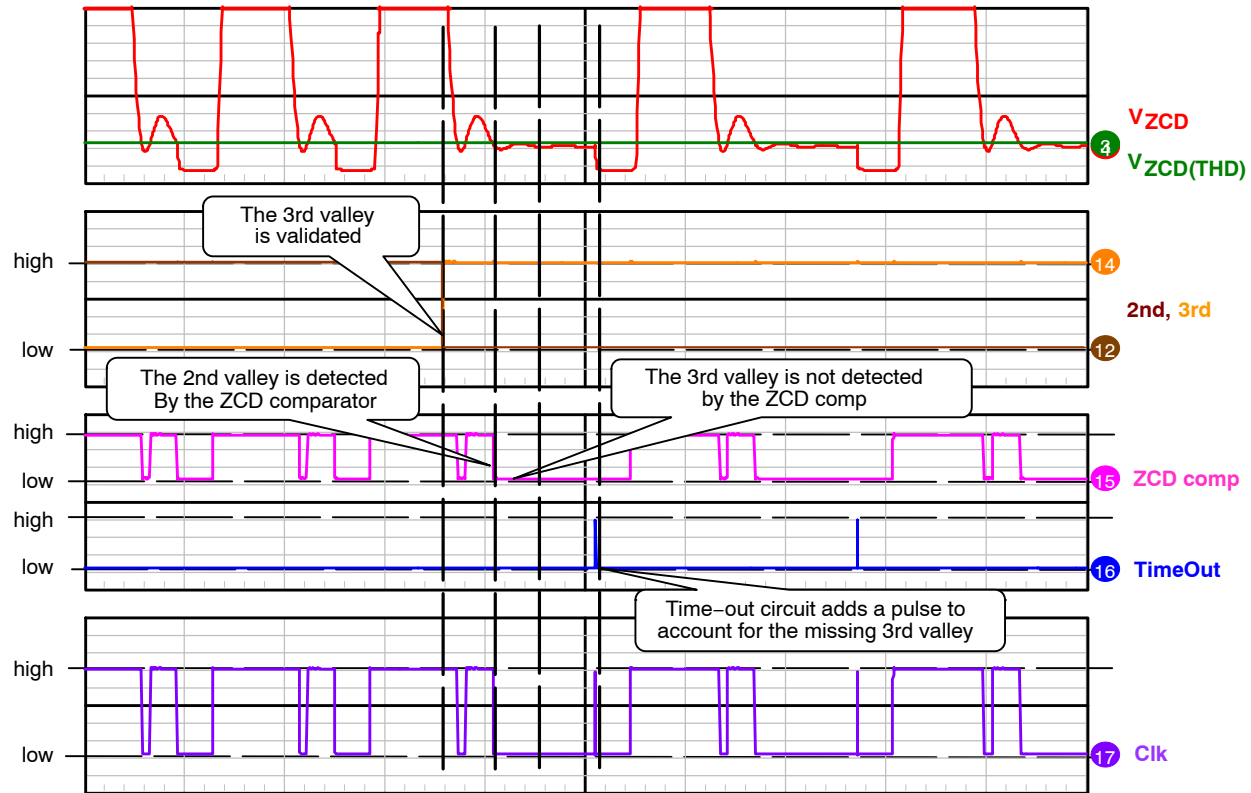 VZCD
3
4
VZCD(THD)
The 3rd valley
is validated
high
14
2nd, 3rd
low
12
The 2nd valley is detected
By the ZCD comparator
The 3rd valley is not detected
by the ZCD comp
high
low
15
ZCD comp
high
low
16
TimeOut
Time−out circuit adds a pulse to
account for the missing 3rd valley
high
low
17
Clk